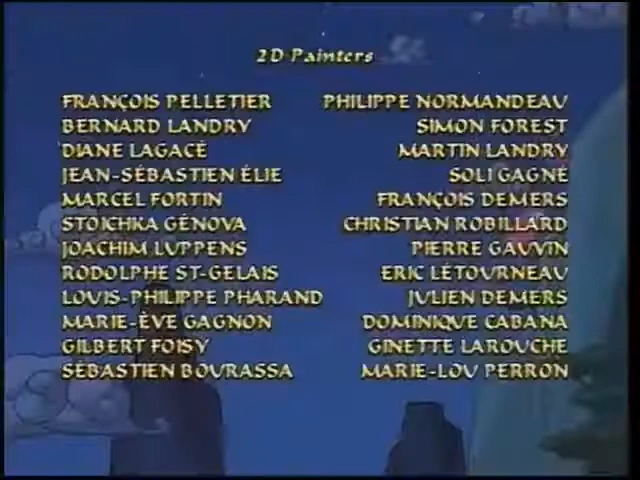 2D Painters
FRANÇOIS PELLETIER PHILIPPE NORMANDEAU
BERNARD LANDRY SIMON FOREST
DIANE LAGACÉ MARTIN LANDRY
JEAN-SÉBASTIEN ÉLIE SOLI GAGNÉ
MARCEL FORTIN FRANÇOIS DEMERS
STOICHKA GÉNOVA CHRISTIAN ROBILLARD
JOACHIM LUPPENS PIERRE GAUVIN
RODOLPHE ST-GELAIS ERIC LÉTOURNEAU
LOUIS-PHILIPPE PHARAND JULIEN DEMERS
MARIE-ÈVE GAGNON DOMINIQUE CABANA
GILBERT FOISY GINETTE LAROUCHE
SÉBASTIEN BOURASSA MARIE-LOU PERRON